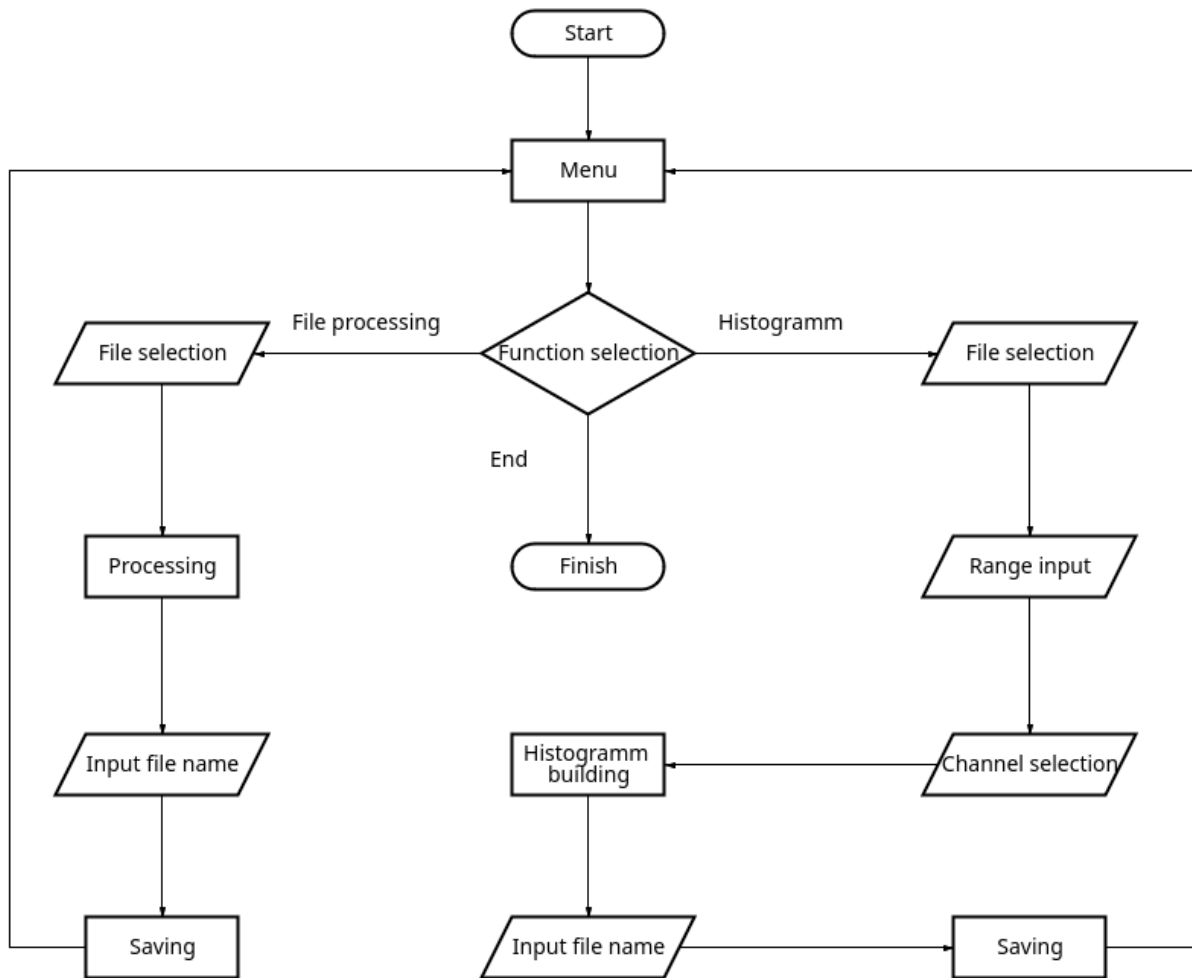 Start
Menu
File processing
Histogramm
File selection
Function selection
File selection
End
Processing
Finish
Range input
Input file name
Histogramm
building
Channel selection
Saving
Input file name
Saving